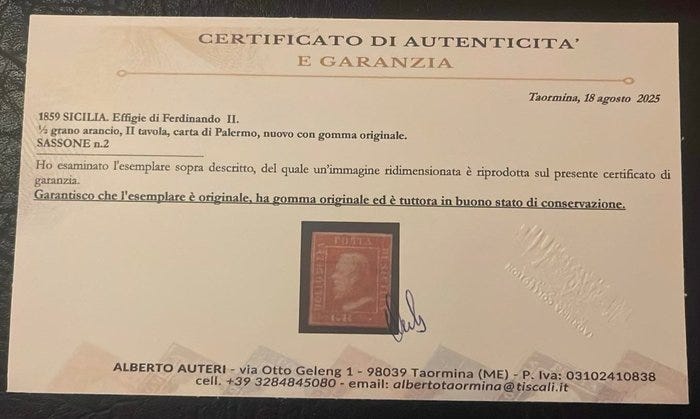 CERTIFICATO DI AUTENTICITA'
E GARANZIA
Taormina, 18 agosto 2025
1859 SICILIA. Effigie di Ferdinando II.
½ grano arancio, II tavola, carta di Palermo, nuovo con gomma originale.
SASSONE n.2
Ho esaminato l'esemplare sopra descritto, del quale un'immagine ridimensionata è riprodotta sul presente certificato di
garanzia.
Garantisco che l'esemplare è originale, ha gomma originale ed è tuttora in buono stato di conservazione.
POSTA
ALBERTO AUTERI - via Otto Geleng 1 - 98039 Taormina (ME) - P. Iva: 03102410838
cell. +39 3284845080 - email: albertotaormina@tiscali.it